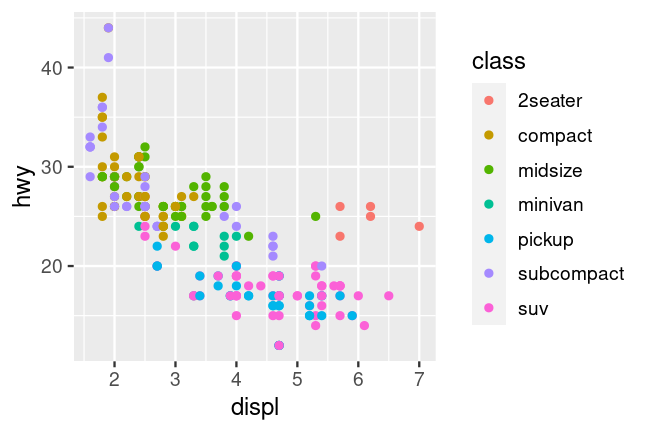 hwy
40
30
20
2 3 4 5 6 7
displ
class
2seater
compact
midsize
minivan
pickup
subcompact
suv